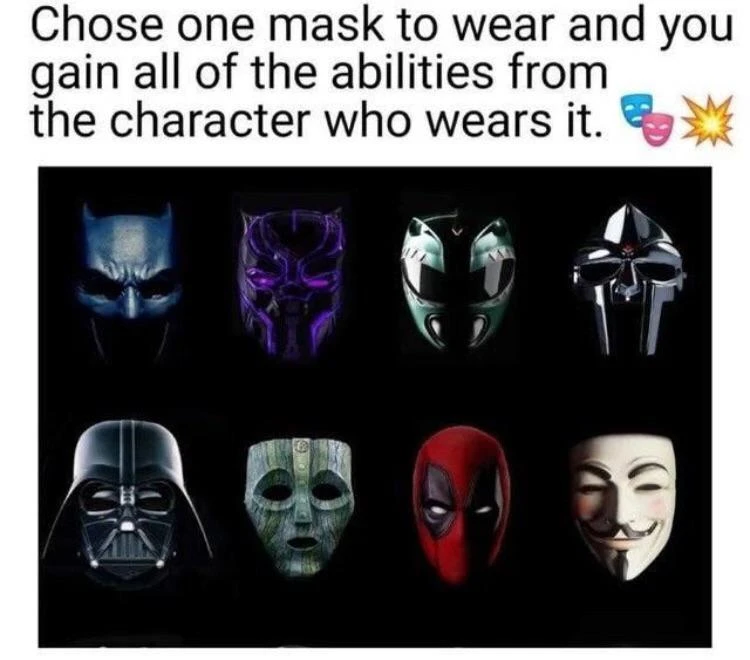 Chose one mask to wear and you
gain all of the abilities from
the character who wears it. 🎭💥